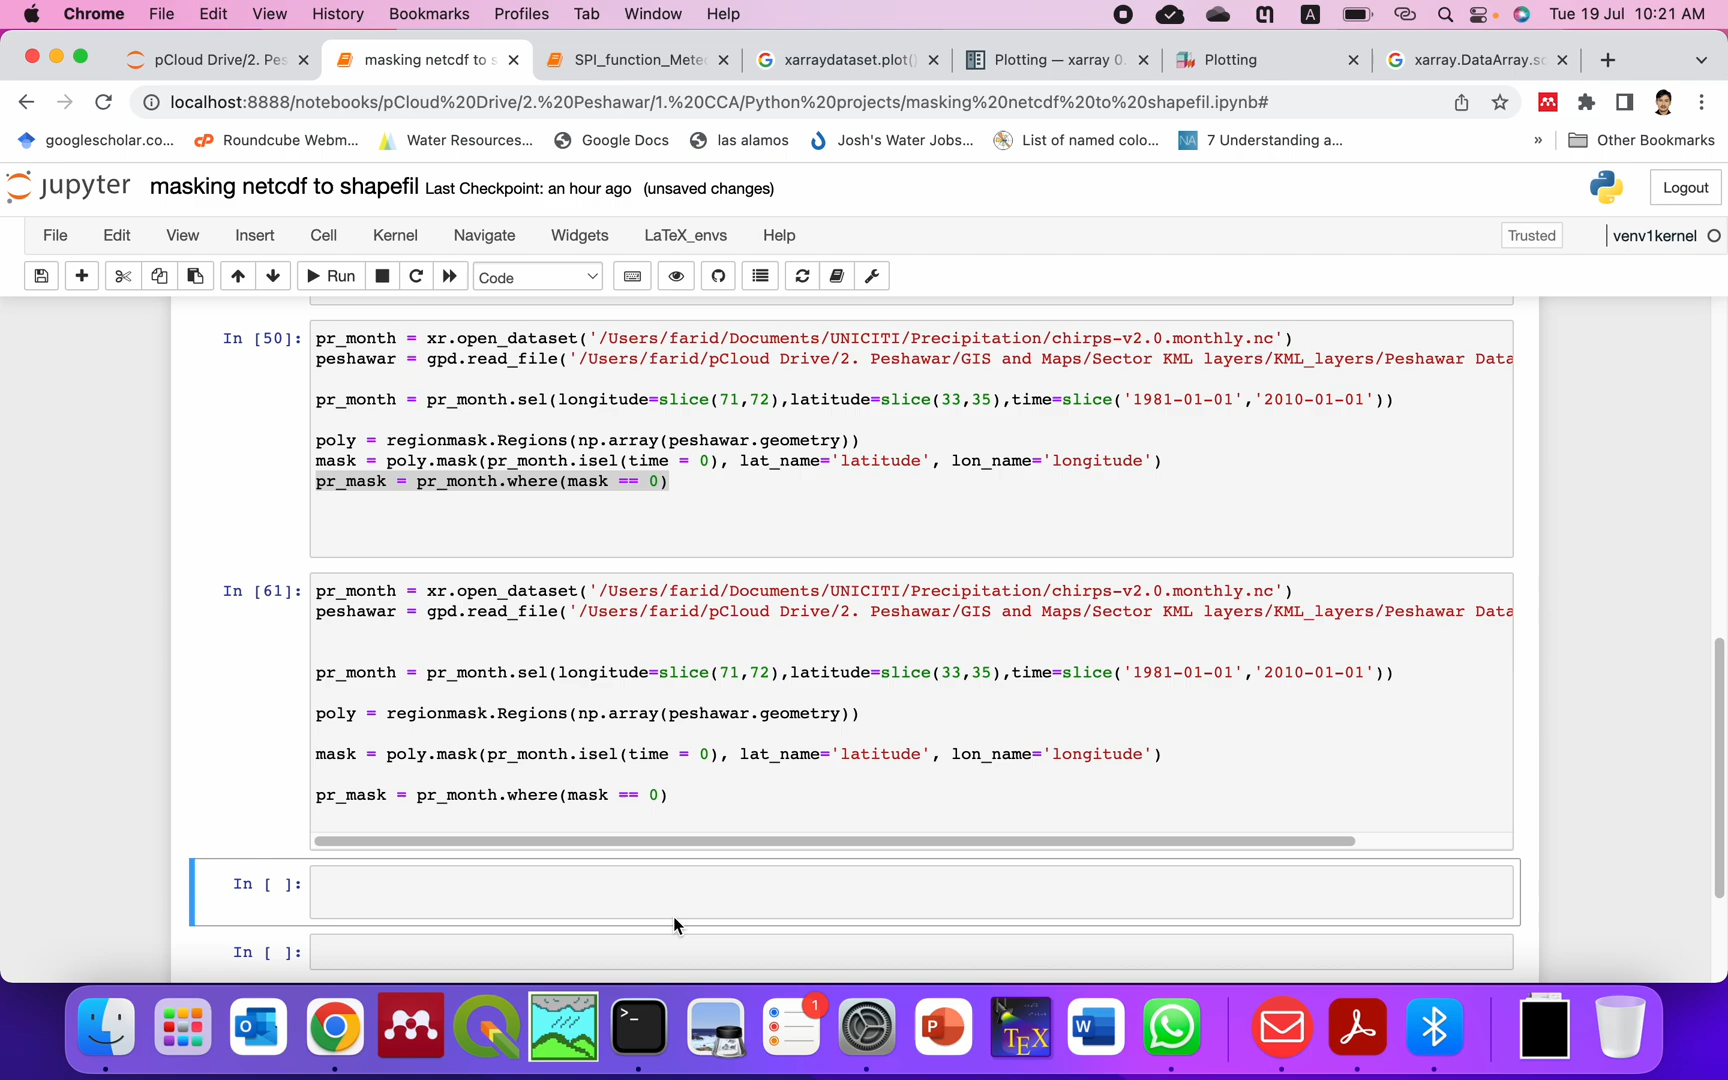 Chrome File Edit View History Bookmarks Profiles Tab Window Help A Tue 19 Jul 10:21 AM
pCloud Drive/2. Pes masking netcdf to s SPI_function_Mete xarraydataset.plot( Plotting — xarray 0. Plotting xarray.DataArray.s
localhost:8888/notebooks/pCloud%20Drive/2.%20Peshawar/1.%20CCA/Python%20projects/masking%20netcdf%20to%20shapefil.ipynb#
googlescholar.co... Roundcube Webm... Water Resources... Google Docs las alamos Josh's Water Jobs... List of named colo... NA 7 Understanding a... » Other Bookmarks
jupyter masking netcdf to shapefil Last Checkpoint: an hour ago (unsaved changes) Logout
File Edit View Insert Cell Kernel Navigate Widgets LaTeX_envs Help Trusted venv1kernel
Run Code
In [50]: pr_month = xr.open_dataset('/Users/farid/Documents/UNICITI/Precipitation/chirps-v2.0.monthly.nc')
peshawar = gpd.read_file('/Users/farid/pCloud Drive/2. Peshawar/GIS and Maps/Sector KML layers/KML_layers/Peshawar Data
pr_month = pr_month.sel(longitude=slice(71,72),latitude=slice(33,35),time=slice('1981-01-01','2010-01-01'))
poly = regionmask.Regions(np.array(peshawar.geometry))
mask = poly.mask(pr_month.isel(time = 0), lat_name='latitude', lon_name='longitude')
pr_mask = pr_month.where(mask == 0)
In [61]: pr_month = xr.open_dataset('/Users/farid/Documents/UNICITI/Precipitation/chirps-v2.0.monthly.nc')
peshawar = gpd.read_file('/Users/farid/pCloud Drive/2. Peshawar/GIS and Maps/Sector KML layers/KML_layers/Peshawar Data
pr_month = pr_month.sel(longitude=slice(71,72),latitude=slice(33,35),time=slice('1981-01-01','2010-01-01'))
poly = regionmask.Regions(np.array(peshawar.geometry))
mask = poly.mask(pr_month.isel(time = 0), lat_name='latitude', lon_name='longitude')
pr_mask = pr_month.where(mask == 0)
In [ ]:
In [ ]:
O >_ 1 P TEX W